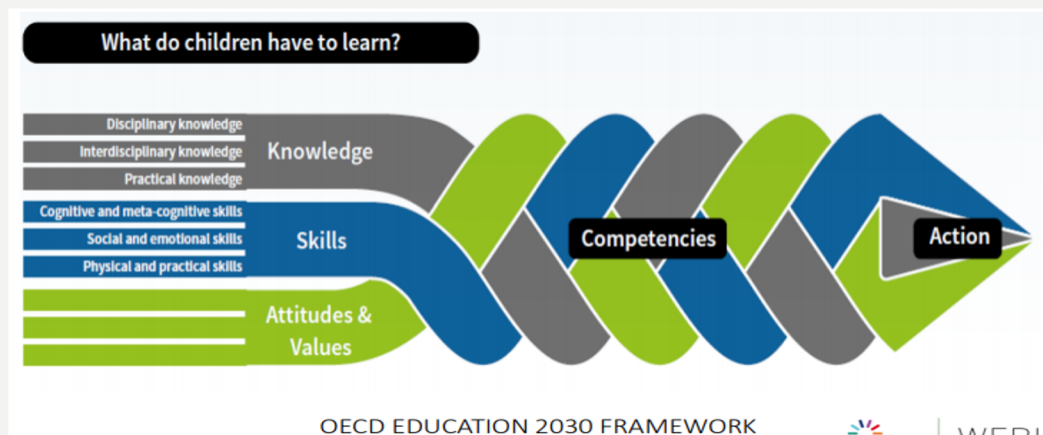 What do children have to learn?
Disciplinary knowledge
Interdisciplinary knowledge
Practical knowledge
Knowledge
Cognitive and meta-cognitive skills
Social and emotional skills
Physical and practical skills
Skills
Attitudes &
Values
Competencies
Action
OECD EDUCATION 2030 FRAMEWORK